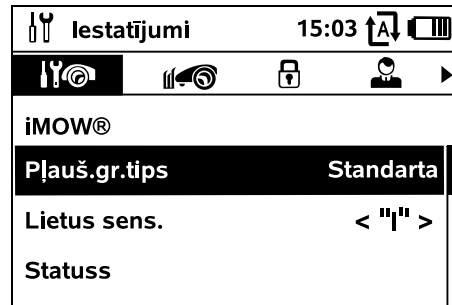 Iestatījumi 15:03 A
iMOW®
Pļauš.gr.tips Standarta
Lietus sens. < "I" >
Statuss